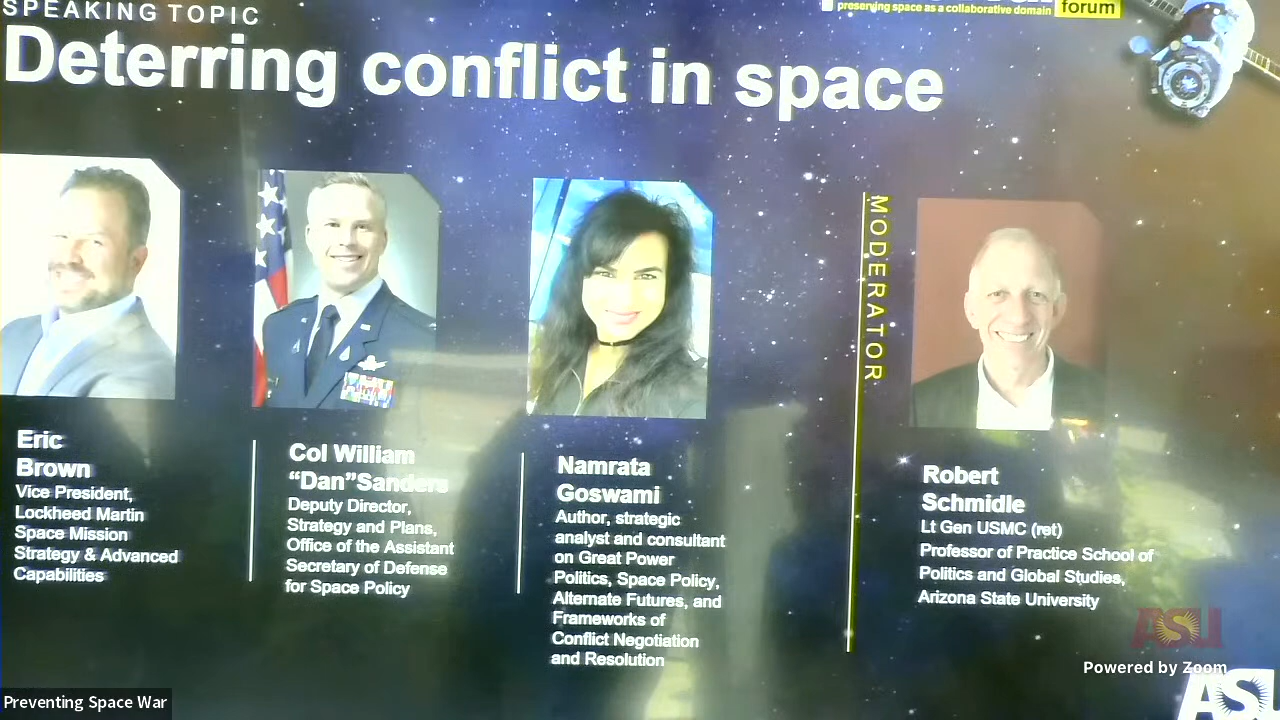 SPEAKING TOPIC
Deterring conflict in space
preserving space as a collaborative domain
forum
MODERATOR
Eric
Brown
Vice President,
Lockheed Martin
Space Mission
Strategy & Advanced
Capabilities
Col William
“Dan”Sanders
Deputy Director,
Strategy and Plans,
Office of the Assistant
Secretary of Defense
for Space Policy
Namrata
Goswami
Author, strategic
analyst and consultant
on Great Power
Politics, Space Policy,
Alternate Futures, and
Frameworks of
Conflict Negotiation
and Resolution
Robert
Schmidle
Lt Gen USMC (ret)
Professor of Practice School of
Politics and Global Studies,
Arizona State University
ASU
Powered by Zoom
ASU
Preventing Space War